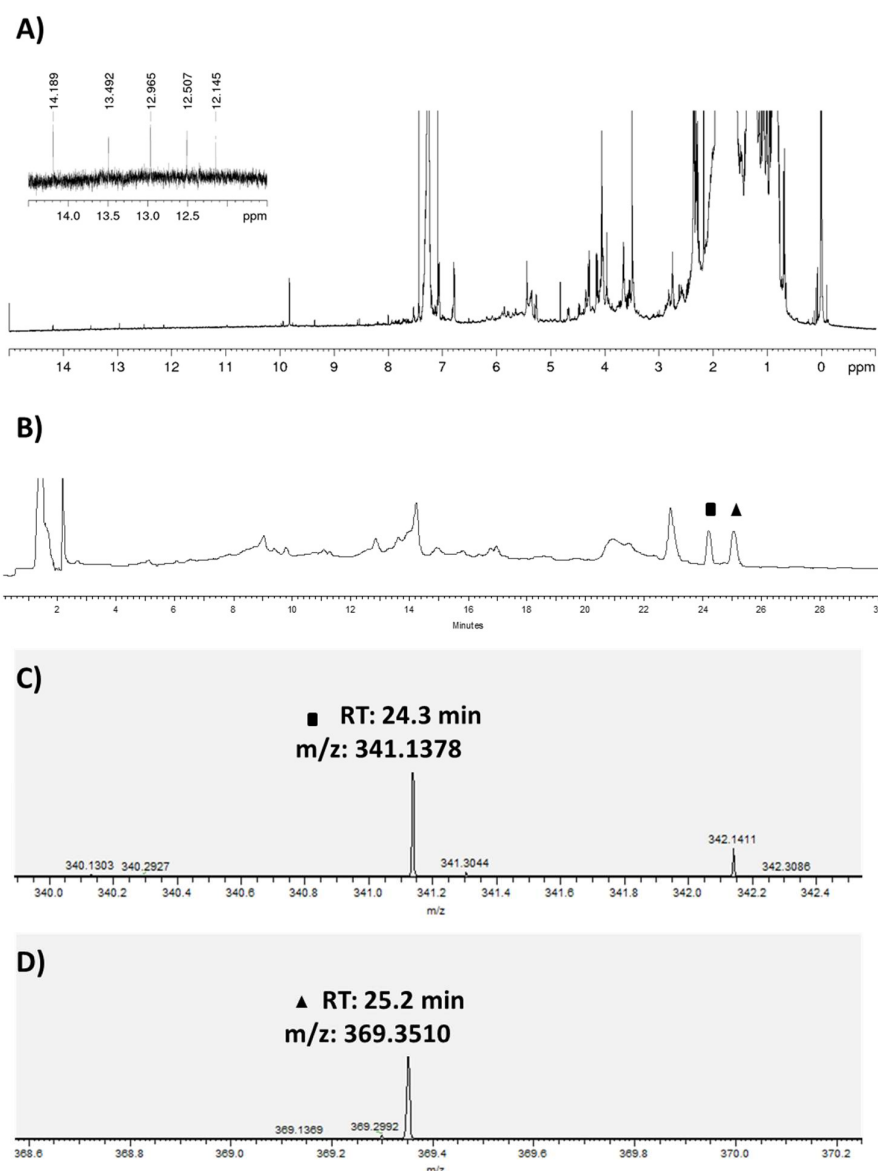 A)
14.189 13.492 12.965 12.507 12.145
14.0 13.5 13.0 12.5 ppm
14 13 12 11 10 9 8 7 6 5 4 3 2 1 0 ppm
B)
2 4 6 8 10 12 14 16 18 20 22 24 26 28 3
Minutes
C)
RT: 24.3 min
m/z: 341.1378
342.1411
340.1303 340.2927 341.3044 342.3086
340.0 340.2 340.4 340.6 340.8 341.0 341.2 341.4 341.6 341.8 342.0 342.2 342.4
m/z
D)
RT: 25.2 min
m/z: 369.3510
369.1369 369.2992
368.6 368.8 369.0 369.2 369.4 369.6 369.8 370.0 370.2
m/z